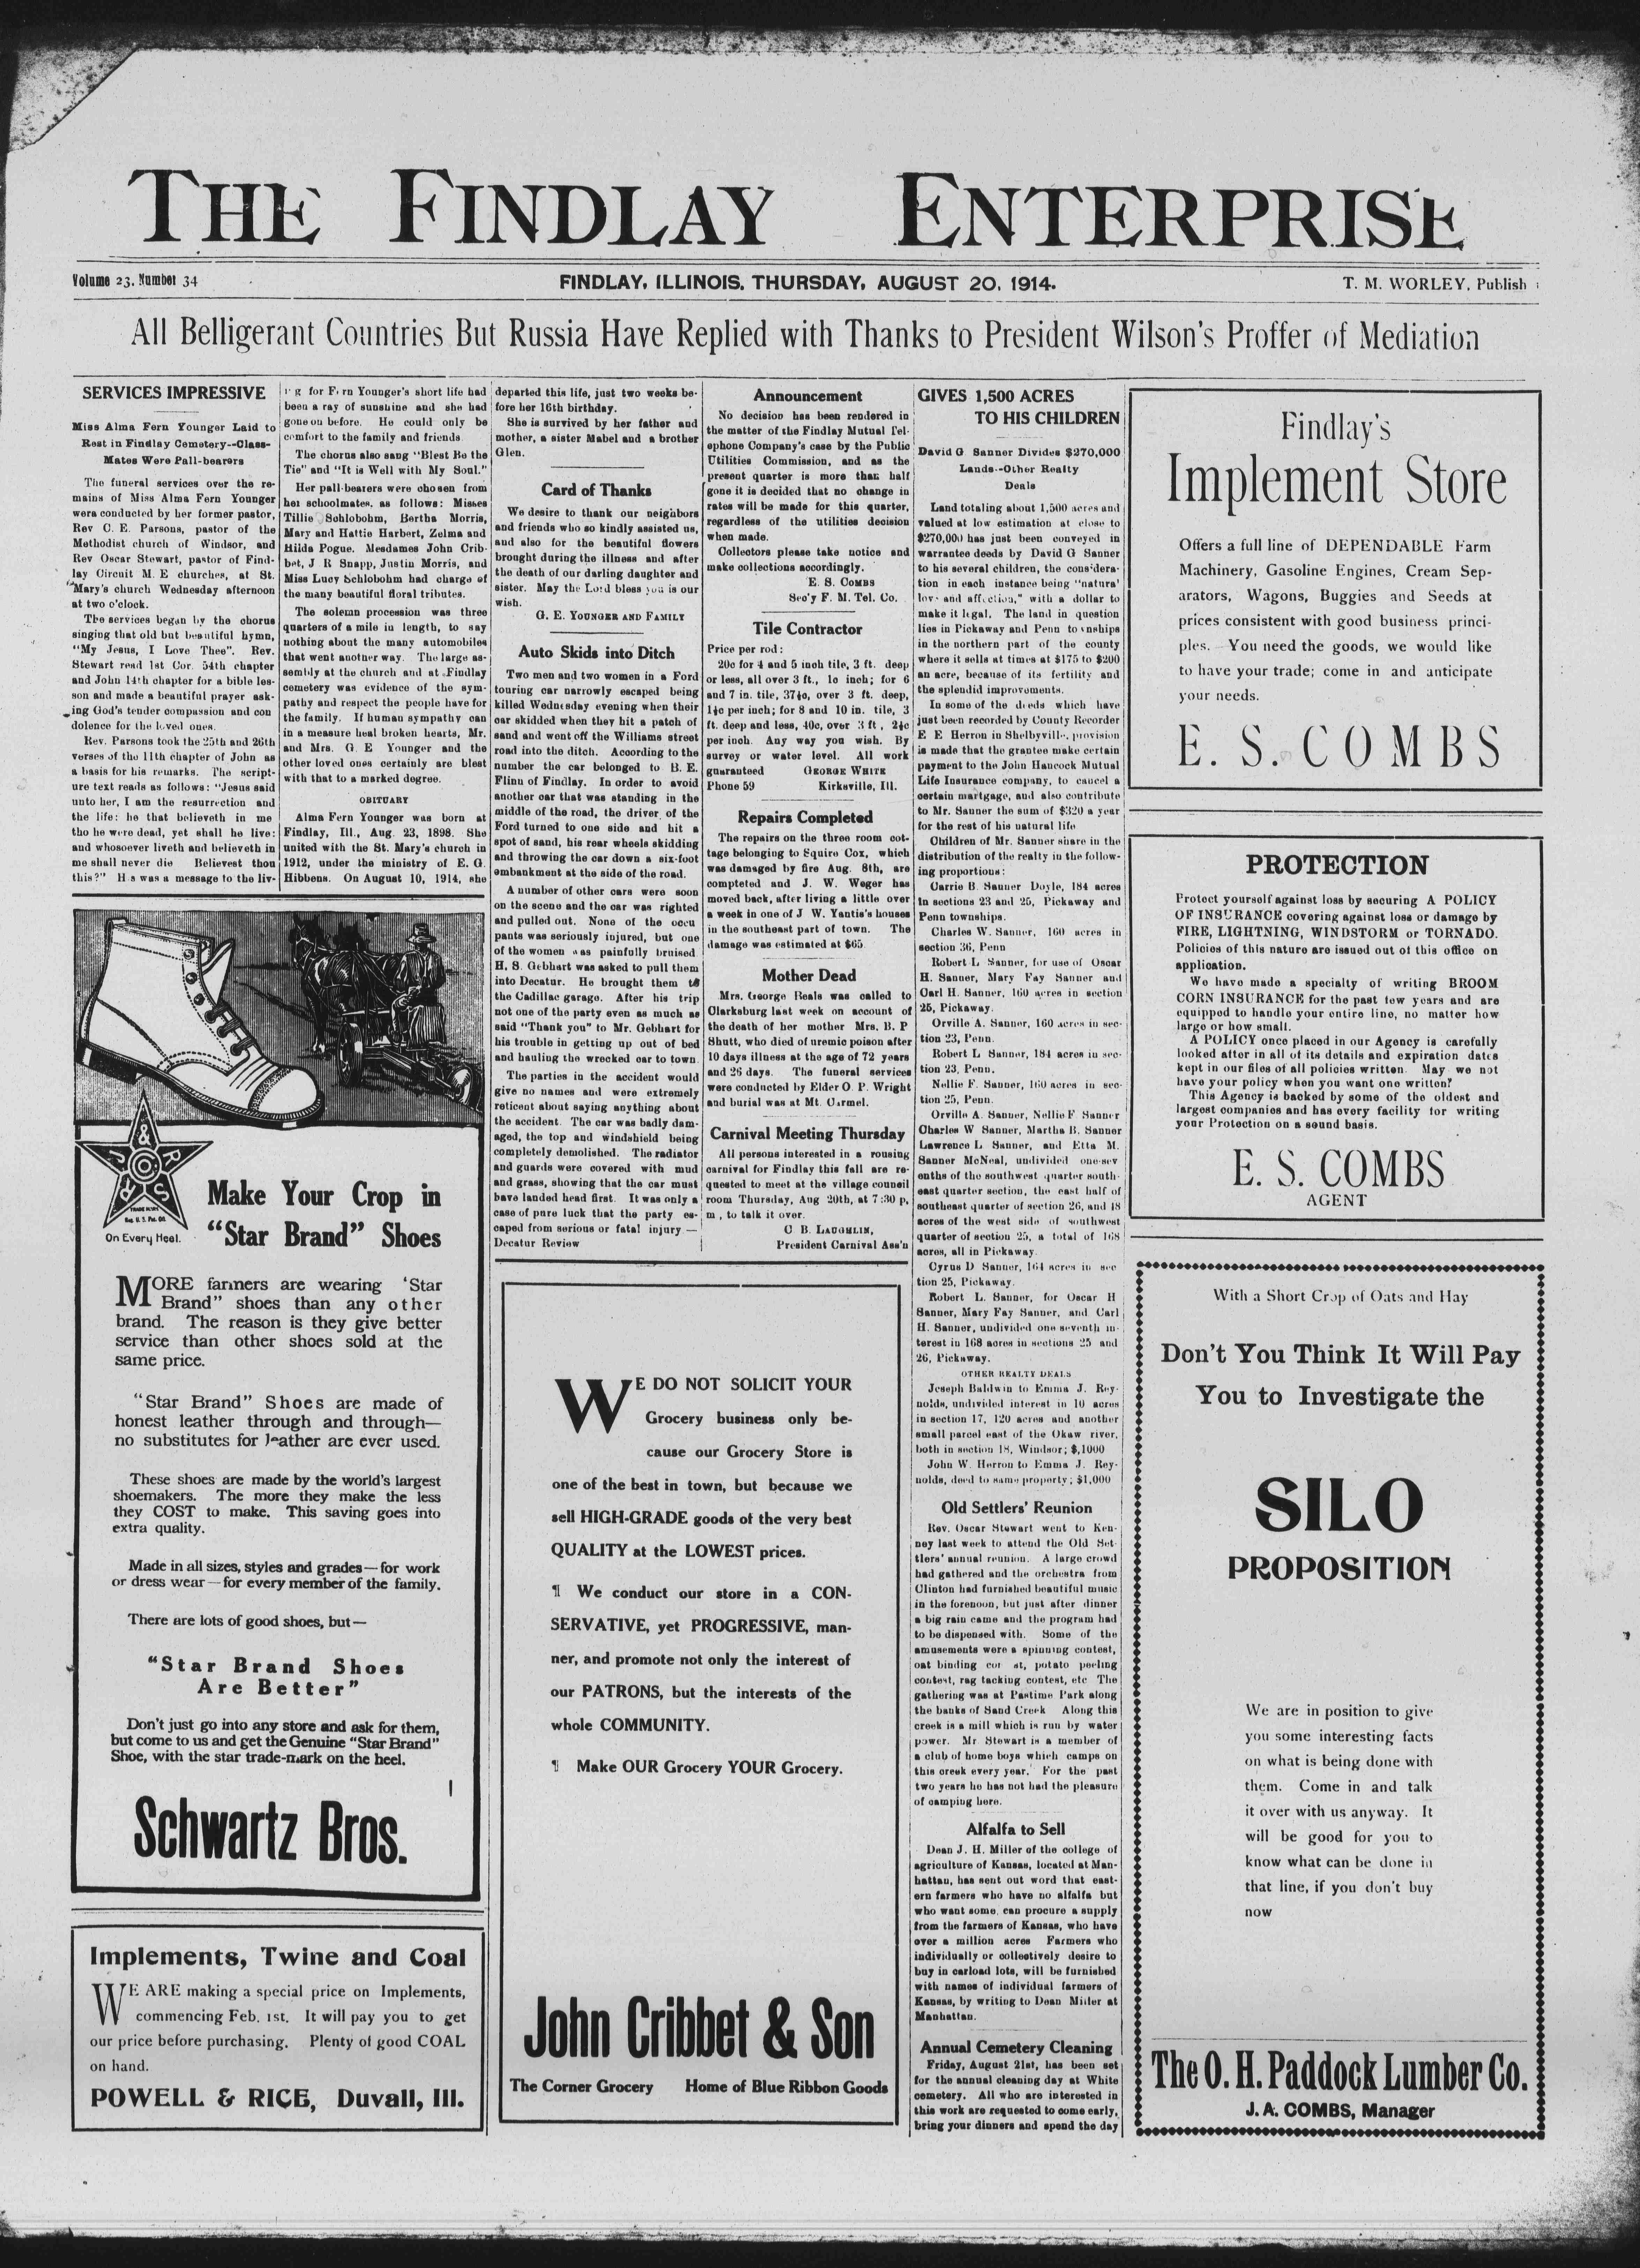 THE FINDLAY ENTERPRISE
Volume 23. Number 34
FINDLAY, ILLINOIS, THURSDAY, AUGUST 20, 1914.
T. M. WORLEY, Publish
All Belligerant Countries But Russia Have Replied with Thanks to President Wilson's Proffer of Mediation
SERVICES IMPRESSIVE
Miss Alma Fern Younger Laid to
Rest in Findlay Cemetery--Class-
Mates Were Pall-bearers
The funeral services over the re-
mains of Miss Alma Fern Younger
were conducted by her former pastor,
Rev C. E. Parsons, pastor of the
Methodist church of Windsor, and
Rev Oscar Stewart, pastor of Find-
lay Circuit M. E churches, at St.
Mary's church Wednesday afternoon
at two o'clock.
The services began by the chorus
singing that old but beautiful hymn,
"My Jesus, I Love Thee". Rev.
Stewart read 1st Cor. 54th chapter
and John 14th chapter for a bible les-
son and made a beautiful prayer ask-
ing God's tender compassion and con
dolence for the loved ones.
Rev. Parsons took the 25th and 26th
verses of the 11th chapter of John as
a basis for his remarks. The script-
ure text reads as follows: "Jesus said
unto her, I am the resurrection and
the life: he that believeth in me
tho he were dead, yet shall he live:
and whosoever liveth and believeth in
me shall never die Believest thou
this?" His was a message to the liv-
ing for Fern Younger's short life had
been a ray of sunshine and she had
gone on before. He could only be
comfort to the family and friends.
The chorus also sang "Blest Be the
Tie" and "It is Well with My Soul."
Her pall-bearers were chosen from
her schoolmates, as follows: Misses
Tillie Schlobohm, Bertha Morris,
Mary and Hattie Harbert, Zelma and
Hilda Pogue. Mesdames John Crib-
bet, J R Snapp, Justin Morris, and
Miss Lucy Schlobohm had charge of
the many beautiful floral tributes.
The solemn procession was three
quarters of a mile in length, to say
nothing about the many automobiles
that went another way. The large as-
sembly at the church and at Findlay
cemetery was evidence of the sym-
pathy and respect the people have for
the family. If human sympathy can
in a measure heal broken hearts, Mr.
and Mrs. G. E Younger and the
other loved ones certainly are blest
with that to a marked degree.
OBITUARY
Alma Fern Younger was born at
Findlay, Ill., Aug. 23, 1898. She
united with the St. Mary's church in
1912, under the ministry of E. G.
Hibbens. On August 10, 1914, she
departed this life, just two weeks be-
fore her 16th birthday.
She is survived by her father and
mother, a sister Mabel and a brother
Glen.
Card of Thanks
We desire to thank our neighbors
and friends who so kindly assisted us,
and also for the beautiful flowers
brought during the illness and after
the death of our darling daughter and
sister. May the Lord bless you is our
wish.
G. E. YOUNGER AND FAMILY
Auto Skids into Ditch
Two men and two women in a Ford
touring car narrowly escaped being
killed Wednesday evening when their
car skidded when they hit a patch of
sand and went off the Williams street
road into the ditch. According to the
number the car belonged to B. E.
Flinn of Findlay. In order to avoid
another car that was standing in the
middle of the road, the driver of the
Ford turned to one side and hit a
spot of sand, his rear wheels skidding
and throwing the car down a six-foot
embankment at the side of the road.
A number of other cars were soon
on the scene and the car was righted
and pulled out. None of the occu
pants was seriously injured, but one
of the women was painfully bruised.
H. S. Gebhart was asked to pull them
into Decatur. He brought them to
the Cadillac garage. After his trip
not one of the party even as much as
said "Thank you" to Mr. Gebhart for
his trouble in getting up out of bed
and hauling the wrecked car to town.
The parties in the accident would
give no names and were extremely
reticent about saying anything about
the accident. The car was badly dam-
aged, the top and windshield being
completely demolished. The radiator
and guards were covered with mud
and grass, showing that the car must
have landed head first. It was only a
case of pure luck that the party es-
caped from serious or fatal injury.—
Decatur Review
Announcement
No decision has been rendered in
the matter of the Findlay Mutual Tel-
ephone Company's case by the Public
Utilities Commission, and as the
present quarter is more than half
gone it is decided that no change in
rates will be made for this quarter,
regardless of the utilities decision
when made.
Collectors please take notice and
make collections accordingly.
E. S. COMBS
Sec'y F. M. Tel. Co.
Tile Contractor
Price per rod:
20c for 4 and 5 inch tile, 3 ft. deep
or less, all over 3 ft., 1c inch; for 6
and 7 in. tile, 37½c, over 3 ft. deep,
1½c per inch; for 8 and 10 in. tile, 3
ft. deep and less, 40c, over 3 ft, 2½c
per inch. Any way you wish. By
survey or water level. All work
guaranteed GEORGE WHITE
Phone 59 Kirksville, Ill.
Repairs Completed
The repairs on the three room cot-
tage belonging to Squire Cox, which
was damaged by fire Aug. 8th, are
compteted and J. W. Weger has
moved back, after living a little over
a week in one of J W. Yantis's houses
in the southeast part of town. The
damage was estimated at $65.
Mother Dead
Mrs. George Reals was called to
Clarksburg last week on account of
the death of her mother Mrs. B. P
Shutt, who died of uremic poison after
10 days illness at the age of 72 years
and 26 days. The funeral services
were conducted by Elder O. P. Wright
and burial was at Mt. Carmel.
Carnival Meeting Thursday
All persons interested in a rousing
carnival for Findlay this fall are re-
quested to meet at the village council
room Thursday, Aug 20th, at 7:30 p,
m, to talk it over.
C B. LAUGHLIN,
President Carnival Ass'n
GIVES 1,500 ACRES
TO HIS CHILDREN
David G Sanner Divides $270,000
Lands--Other Realty
Deals
Land totaling about 1,500 acres and
valued at low estimation at close to
$270,000 has just been conveyed in
warrantee deeds by David G Sanner
to his several children, the considera-
tion in each instance being "natural
love and affection," with a dollar to
make it legal. The land in question
lies in Pickaway and Penn townships
in the northern part of the county
where it sells at times at $175 to $200
an acre, because of its fertility and
the splendid improvements.
In some of the deeds which have
just been recorded by County Recorder
E E Herron in Shelbyville, provision
is made that the grantee make certain
payment to the John Hancock Mutual
Life Insurance company, to cancel a
certain mortgage, and also contribute
to Mr. Sanner the sum of $320 a year
for the rest of his natural life
Children of Mr. Sanner share in the
distribution of the realty in the follow-
ing proportions:
Carrie B. Sanner Doyle, 184 acres
in sections 23 and 25, Pickaway and
Penn townships.
Charles W. Sanner, 160 acres in
section 36, Penn
Robert L Sanner, for use of Oscar
H. Sanner, Mary Fay Sanner and
Carl H. Sanner, 160 acres in section
25, Pickaway.
Orville A. Sanner, 160 acres in sec-
tion 23, Penn.
Robert L Sanner, 184 acres in sec-
tion 23, Penn.
Nellie F. Sanner, 160 acres in sec-
tion 25, Penn.
Orville A. Sanner, Nellie F. Sanner
Charles W Sanner, Martha B. Sanner
Lawrence L Sanner, and Etta M.
Sanner McNeal, undivided one-sev
enths of the southwest quarter south-
east quarter section, the east half of
southeast quarter of section 26, and 18
acres of the west side of southwest
quarter of section 25, a total of 168
acres, all in Pickaway.
Cyrus D Sanner, 164 acres in sec
tion 25, Pickaway.
Robert L. Sanner, for Oscar H
Sanner, Mary Fay Sanner, and Carl
H. Sanner, undivided one seventh in-
terest in 168 acres in sections 25 and
26, Pickaway.
OTHER REALTY DEALS
Joseph Baldwin to Emma J. Rey-
nolds, undivided interest in 10 acres
in section 17, 120 acres and another
small parcel east of the Okaw river,
both in section 18, Windsor; $,1000
John W. Herron to Emma J. Rey-
nolds, deed to same property; $1,000
Old Settlers' Reunion
Rev. Oscar Stewart went to Ken-
ney last week to attend the Old Set-
tlers' annual reunion. A large crowd
had gathered and the orchestra from
Clinton had furnished beautiful music
in the forenoon, but just after dinner
a big rain came and the program had
to be dispensed with. Some of the
amusements were a spinning contest,
oat binding peeling
contest, rag tacking contest, etc The
gathering was at Pastime Park along
the banks of Sand Creek Along this
creek is a mill which is run by water
power. Mr Stewart is a member of
a club of home boys which camps on
this creek every year. For the past
two years he has not had the pleasure
of camping here.
Alfalfa to Sell
Dean J. H. Miller of the college of
agriculture of Kansas, located at Man-
hattan, has sent out word that east-
ern farmers who have no alfalfa but
who want some, can procure a supply
from the farmers of Kansas, who have
over a million acres Farmers who
individually or collectively desire to
buy in carload lots, will be furnished
with names of individual farmers of
Kansas, by writing to Dean Miller at
Manhattan.
Annual Cemetery Cleaning
Friday, August 21st, has been set
for the annual cleaning day at White
cemetery. All who are interested in
this work are requested to come early,
bring your dinners and spend the day
Findlay's
Implement Store
Offers a full line of DEPENDABLE Farm
Machinery, Gasoline Engines, Cream Sep-
arators, Wagons, Buggies and Seeds at
prices consistent with good business princi-
ples. You need the goods, we would like
to have your trade; come in and anticipate
your needs.
E. S. COMBS
PROTECTION
Protect yourself against loss by securing A POLICY
OF INSURANCE covering against loss or damage by
FIRE, LIGHTNING, WINDSTORM or TORNADO.
Policies of this nature are issued out of this office on
application.
We have made a specialty of writing BROOM
CORN INSURANCE for the past few years and are
equipped to handle your entire line, no matter how
large or how small.
A POLICY once placed in our Agency is carefully
looked after in all of its details and expiration dates
kept in our files of all policies written. May we not
have your policy when you want one written?
This Agency is backed by some of the oldest and
largest companies and has every facility for writing
your Protection on a sound basis.
E. S. COMBS
AGENT
With a Short Crop of Oats and Hay
Don't You Think It Will Pay
You to Investigate the
SILO
PROPOSITION
We are in position to give
you some interesting facts
on what is being done with
them. Come in and talk
it over with us anyway. It
will be good for you to
know what can be done in
that line, if you don't buy
now
The O. H. Paddock Lumber Co.
J. A. COMBS, Manager
R & R S
TRADE MARK
Reg. U. S. Pat. Off.
On Every Heel.
Make Your Crop in
"Star Brand" Shoes
MORE farmers are wearing 'Star
Brand" shoes than any other
brand. The reason is they give better
service than other shoes sold at the
same price.
"Star Brand" Shoes are made of
honest leather through and through—
no substitutes for leather are ever used.
These shoes are made by the world's largest
shoemakers. The more they make the less
they COST to make. This saving goes into
extra quality.
Made in all sizes, styles and grades—for work
or dress wear—for every member of the family.
There are lots of good shoes, but—
"Star Brand Shoes
Are Better"
Don't just go into any store and ask for them,
but come to us and get the Genuine "Star Brand"
Shoe, with the star trade-mark on the heel.
Schwartz Bros.
Implements, Twine and Coal
WE ARE making a special price on Implements,
commencing Feb. 1st. It will pay you to get
our price before purchasing. Plenty of good COAL
on hand.
POWELL & RICE, Duvall, Ill.
WE DO NOT SOLICIT YOUR
Grocery business only be-
cause our Grocery Store is
one of the best in town, but because we
sell HIGH-GRADE goods of the very best
QUALITY at the LOWEST prices.
¶ We conduct our store in a CON-
SERVATIVE, yet PROGRESSIVE, man-
ner, and promote not only the interest of
our PATRONS, but the interests of the
whole COMMUNITY.
¶ Make OUR Grocery YOUR Grocery.
John Cribbet & Son
The Corner Grocery Home of Blue Ribbon Goods